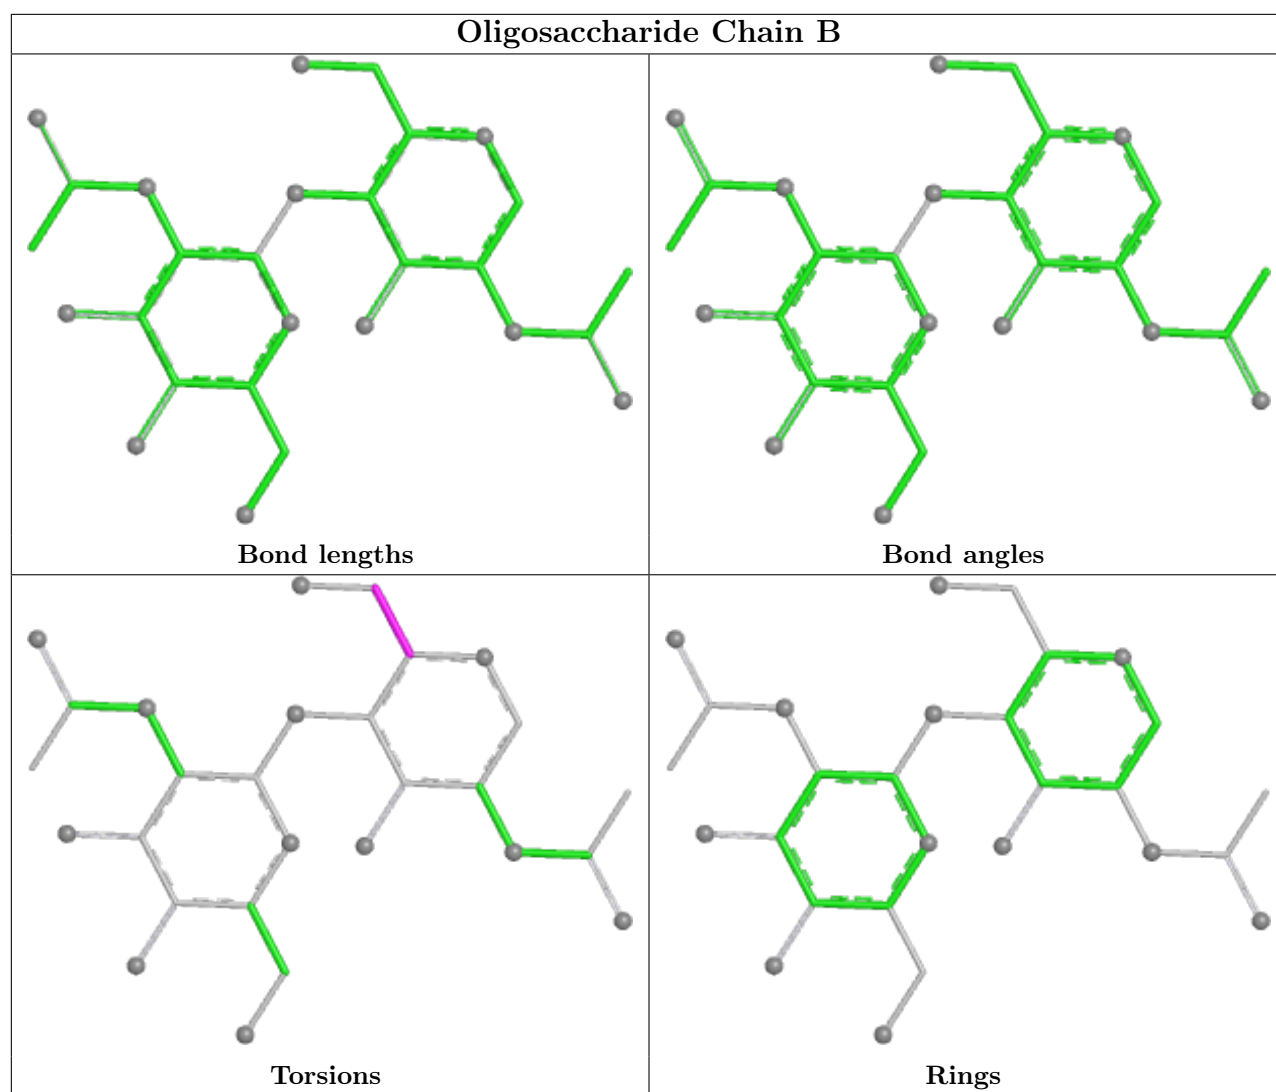 Oligosaccharide Chain B
Bond lengths
Bond angles
Torsions
Rings